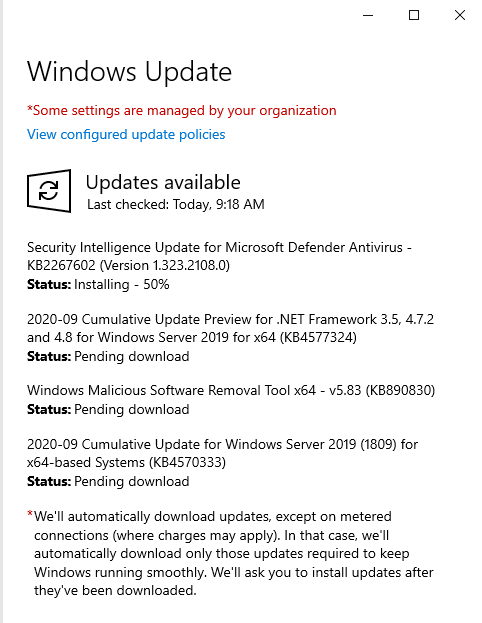 Windows Update
*Some settings are managed by your organization
View configured update policies
Updates available
Last checked: Today, 9:18 AM
Security Intelligence Update for Microsoft Defender Antivirus -
KB2267602 (Version 1.323.2108.0)
Status: Installing - 50%
2020-09 Cumulative Update Preview for .NET Framework 3.5, 4.7.2
and 4.8 for Windows Server 2019 for x64 (KB4577324)
Status: Pending download
Windows Malicious Software Removal Tool x64 - v5.83 (KB890830)
Status: Pending download
2020-09 Cumulative Update for Windows Server 2019 (1809) for
x64-based Systems (KB4570333)
Status: Pending download
*We'll automatically download updates, except on metered
connections (where charges may apply). In that case, we'll
automatically download only those updates required to keep
Windows running smoothly. We'll ask you to install updates after
they've been downloaded.